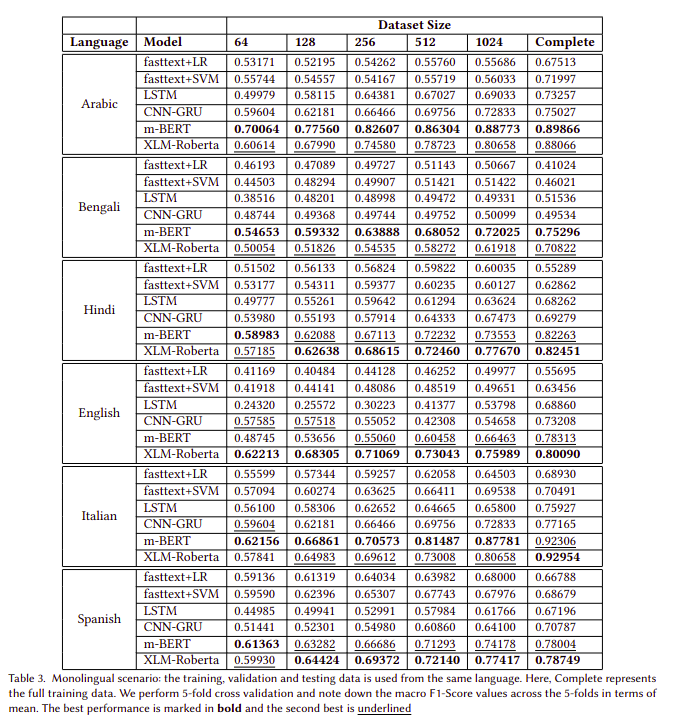 Dataset Size
Language Model 64 128 256 512 1024 Complete
Arabic
fasttext+LR 0.53171 0.52195 0.54262 0.55760 0.55686 0.67513
fasttext+SVM 0.55744 0.54557 0.54167 0.55719 0.56033 0.71997
LSTM 0.49979 0.58115 0.64381 0.67027 0.69033 0.73257
CNN-GRU 0.59604 0.62181 0.66466 0.69756 0.72833 0.75027
m-BERT 0.70064 0.77560 0.82607 0.86304 0.88773 0.89866
XLM-Roberta 0.60614 0.67990 0.74580 0.78723 0.80658 0.88066
Bengali
fasttext+LR 0.46193 0.47089 0.49727 0.51143 0.50667 0.41024
fasttext+SVM 0.44503 0.48294 0.49907 0.51421 0.51422 0.46021
LSTM 0.38516 0.48201 0.48998 0.49472 0.49331 0.51536
CNN-GRU 0.48744 0.49368 0.49744 0.49752 0.50099 0.49534
m-BERT 0.54653 0.59332 0.63888 0.68052 0.72025 0.75296
XLM-Roberta 0.50054 0.51826 0.54535 0.58272 0.61918 0.70822
Hindi
fasttext+LR 0.51502 0.56133 0.56824 0.59822 0.60035 0.55289
fasttext+SVM 0.53177 0.54311 0.59377 0.60235 0.60127 0.62862
LSTM 0.49777 0.55261 0.59642 0.61294 0.63624 0.68262
CNN-GRU 0.53980 0.55193 0.57914 0.64333 0.67473 0.69279
m-BERT 0.58983 0.62088 0.67113 0.72232 0.73553 0.82263
XLM-Roberta 0.57185 0.62638 0.68615 0.72460 0.77670 0.82451
English
fasttext+LR 0.41169 0.40484 0.44128 0.46252 0.49977 0.55695
fasttext+SVM 0.41918 0.44141 0.48086 0.48519 0.49651 0.63456
LSTM 0.24320 0.25572 0.30223 0.41377 0.53798 0.68860
CNN-GRU 0.57585 0.57518 0.55052 0.42308 0.54658 0.73208
m-BERT 0.48745 0.53656 0.55060 0.60458 0.66463 0.78313
XLM-Roberta 0.62213 0.68305 0.71069 0.73043 0.75989 0.80090
Italian
fasttext+LR 0.55599 0.57344 0.59257 0.62058 0.64503 0.68930
fasttext+SVM 0.57094 0.60274 0.63625 0.66411 0.69538 0.70491
LSTM 0.56100 0.58306 0.62652 0.64665 0.65800 0.75927
CNN-GRU 0.59604 0.62181 0.66466 0.69756 0.72833 0.77165
m-BERT 0.62156 0.66861 0.70573 0.81487 0.87781 0.92306
XLM-Roberta 0.57841 0.64983 0.69612 0.73008 0.80658 0.92954
Spanish
fasttext+LR 0.59136 0.61319 0.64034 0.63982 0.68000 0.66788
fasttext+SVM 0.59590 0.62396 0.65307 0.67743 0.67976 0.68679
LSTM 0.44985 0.49941 0.52991 0.57984 0.61766 0.67196
CNN-GRU 0.51441 0.52301 0.54980 0.60860 0.64100 0.70787
m-BERT 0.61363 0.63282 0.66686 0.71293 0.74178 0.78004
XLM-Roberta 0.59930 0.64424 0.69372 0.72140 0.77417 0.78749
Table 3. Monolingual scenario: the training, validation and testing data is used from the same language. Here, Complete represents
the full training data. We perform 5-fold cross validation and note down the macro F1-Score values across the 5-folds in terms of
mean. The best performance is marked in bold and the second best is underlined